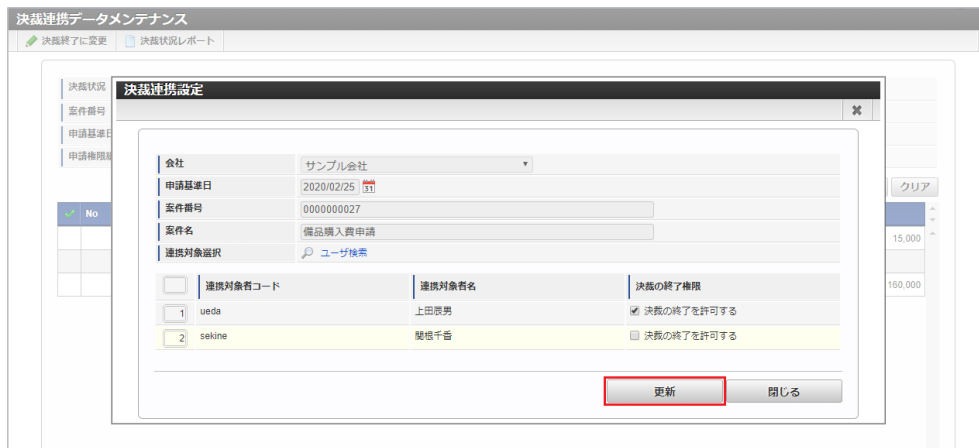 決裁連携データメンテナンス
決裁終了に変更 決裁状況レポート
決裁状況
案件番号
申請基準日
申請権限
クリア
No
15,000
160,000
決裁連携設定
会社 サンプル会社
申請基準日 2020/02/25 31
案件番号 0000000027
案件名 備品購入費申請
連携対象選択 ユーザ検索
連携対象者コード 連携対象者名 決裁の終了権限
1 ueda 上田辰男 決裁の終了を許可する
2 sekine 関根千香 決裁の終了を許可する
更新 閉じる